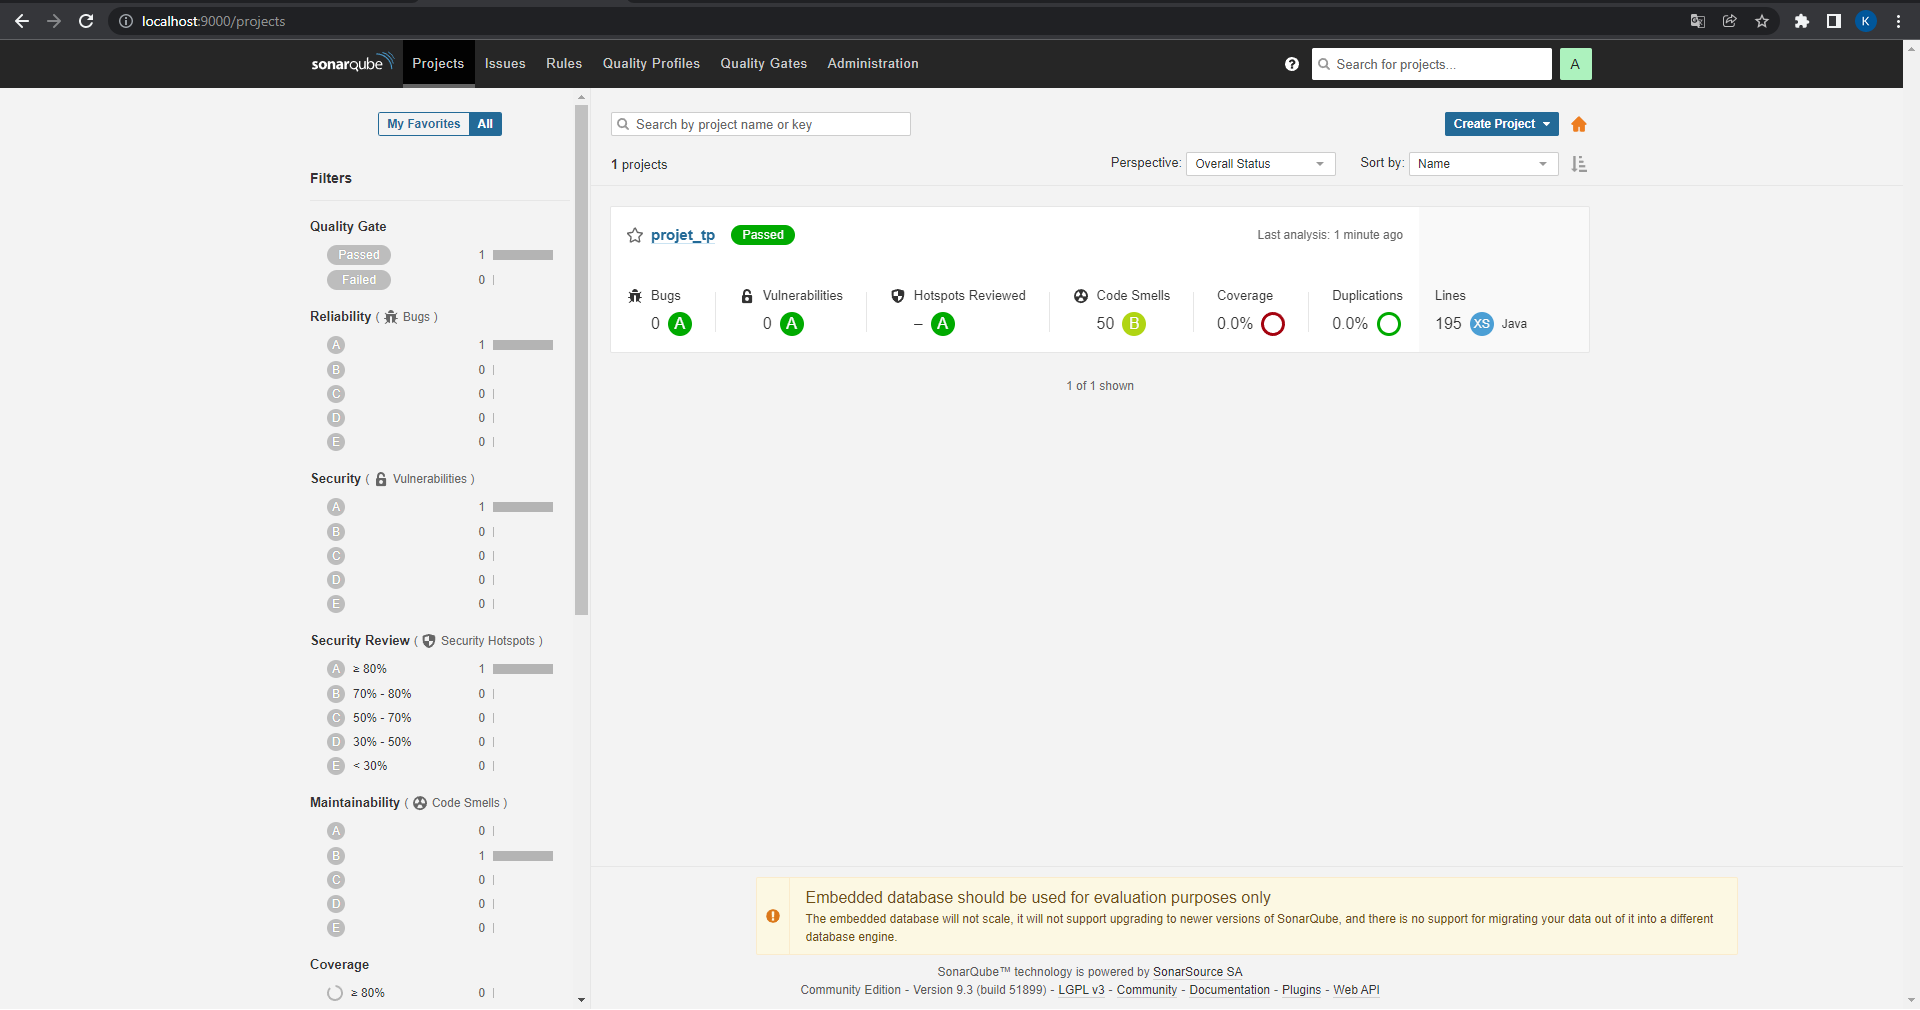 localhost:9000/projects
K
sonarqube Projects Issues Rules Quality Profiles Quality Gates Administration
? Search for projects... A
My Favorites All
Search by project name or key
Create Project
1 projects
Perspective: Overall Status
Sort by: Name
Filters
Quality Gate
Passed 1
Failed 0
Reliability ( Bugs )
A 1
B 0
C 0
D 0
E 0
Security ( Vulnerabilities )
A 1
B 0
C 0
D 0
E 0
Security Review ( Security Hotspots )
A ≥ 80% 1
B 70% - 80% 0
C 50% - 70% 0
D 30% - 50% 0
E < 30% 0
Maintainability ( Code Smells )
A 0
B 1
C 0
D 0
E 0
Coverage
≥ 80% 0
projet_tp Passed
Last analysis: 1 minute ago
Bugs Vulnerabilities Hotspots Reviewed Code Smells Coverage Duplications Lines
0 A 0 A – A 50 B 0.0% 0.0% 195 XS Java
1 of 1 shown
Embedded database should be used for evaluation purposes only
The embedded database will not scale, it will not support upgrading to newer versions of SonarQube, and there is no support for migrating your data out of it into a different
database engine.
SonarQube™ technology is powered by SonarSource SA
Community Edition - Version 9.3 (build 51899) - LGPL v3 - Community - Documentation - Plugins - Web API